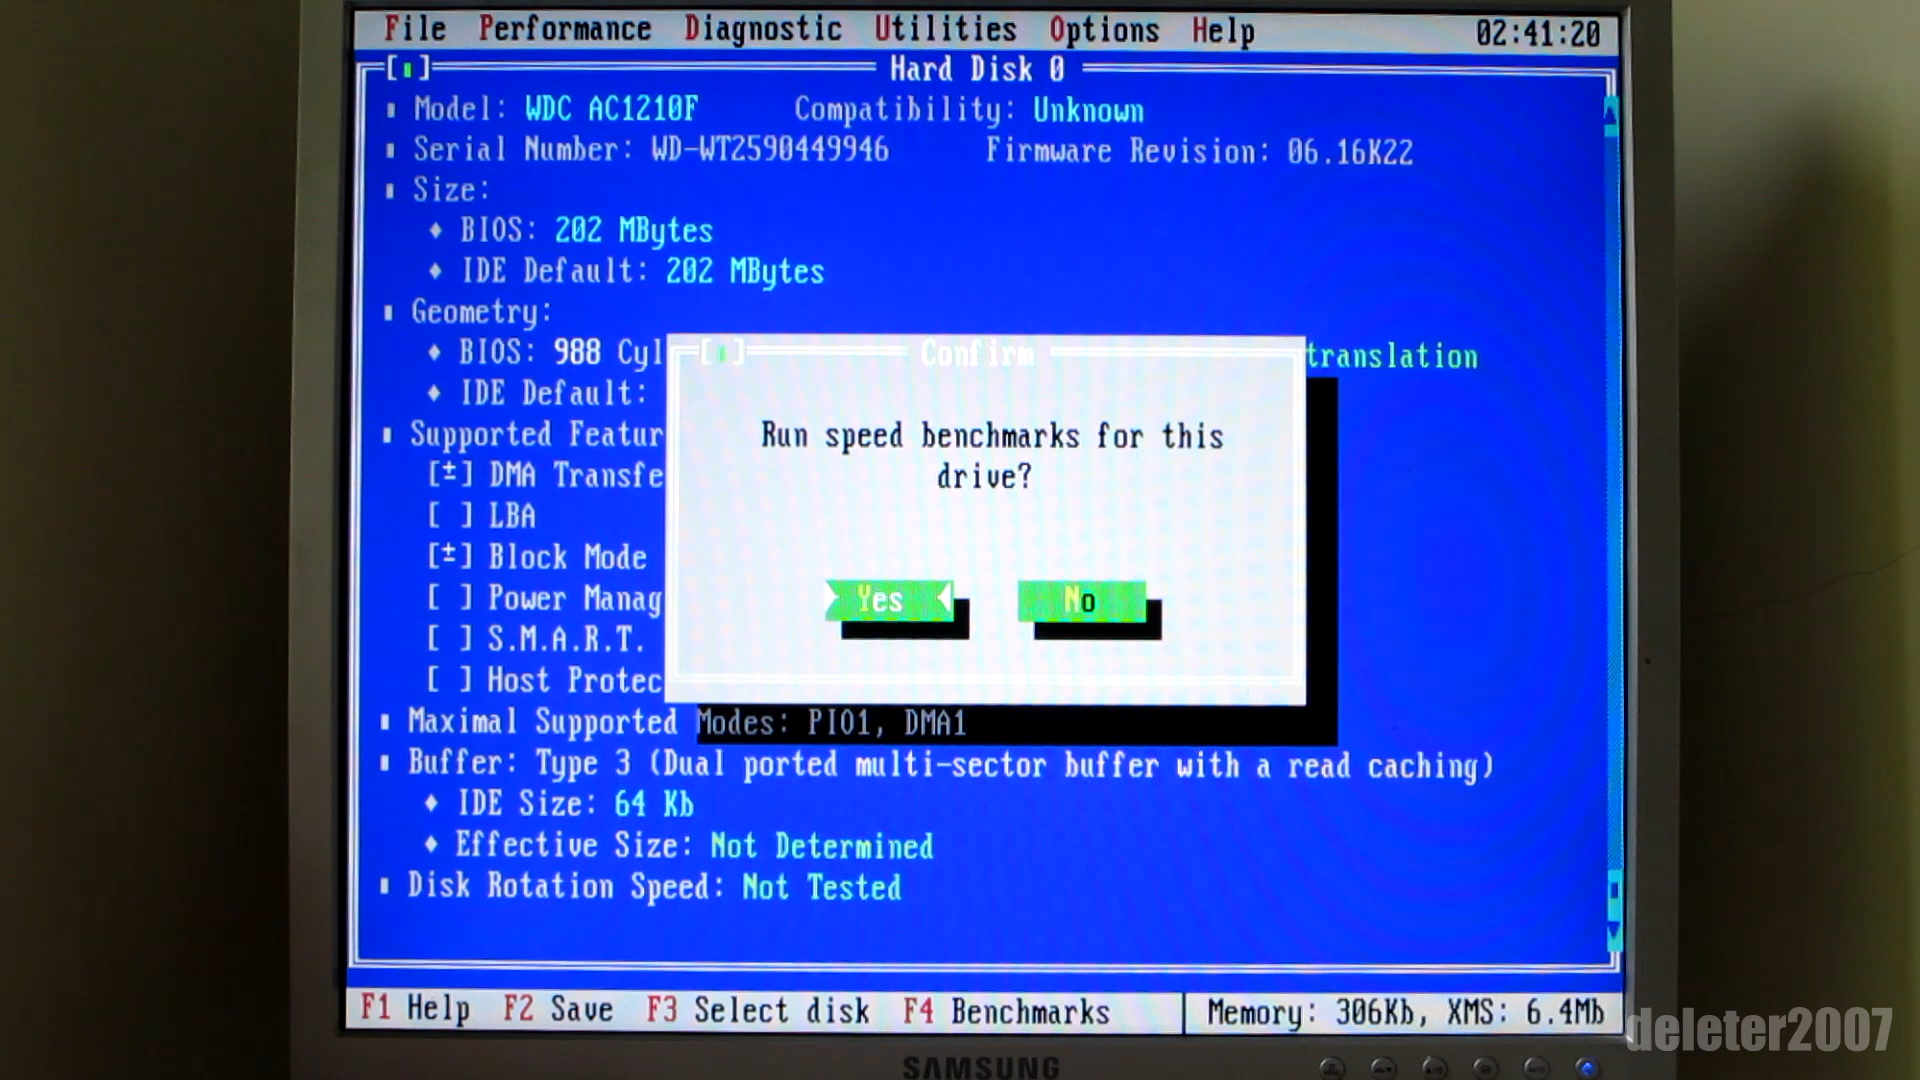 File Performance Diagnostic Utilities Options Help 02:41:20
Hard Disk 0
Model: WDC AC1210F Compatibility: Unknown
Serial Number: WD-WT2590449946 Firmware Revision: 06.16K22
Size:
BIOS: 202 MBytes
IDE Default: 202 MBytes
Geometry:
BIOS: 988 Cyl translation
IDE Default:
Supported Featur
[±] DMA Transfe
[ ] LBA
[±] Block Mode
[ ] Power Manag
[ ] S.M.A.R.T.
[ ] Host Protec
Confirm
Run speed benchmarks for this
drive?
Yes No
Maximal Supported Modes: PIO1, DMA1
Buffer: Type 3 (Dual ported multi-sector buffer with a read caching)
IDE Size: 64 Kb
Effective Size: Not Determined
Disk Rotation Speed: Not Tested
F1 Help F2 Save F3 Select disk F4 Benchmarks Memory: 306Kb, XMS: 6.4Mb
SAMSUNG
deleter2007